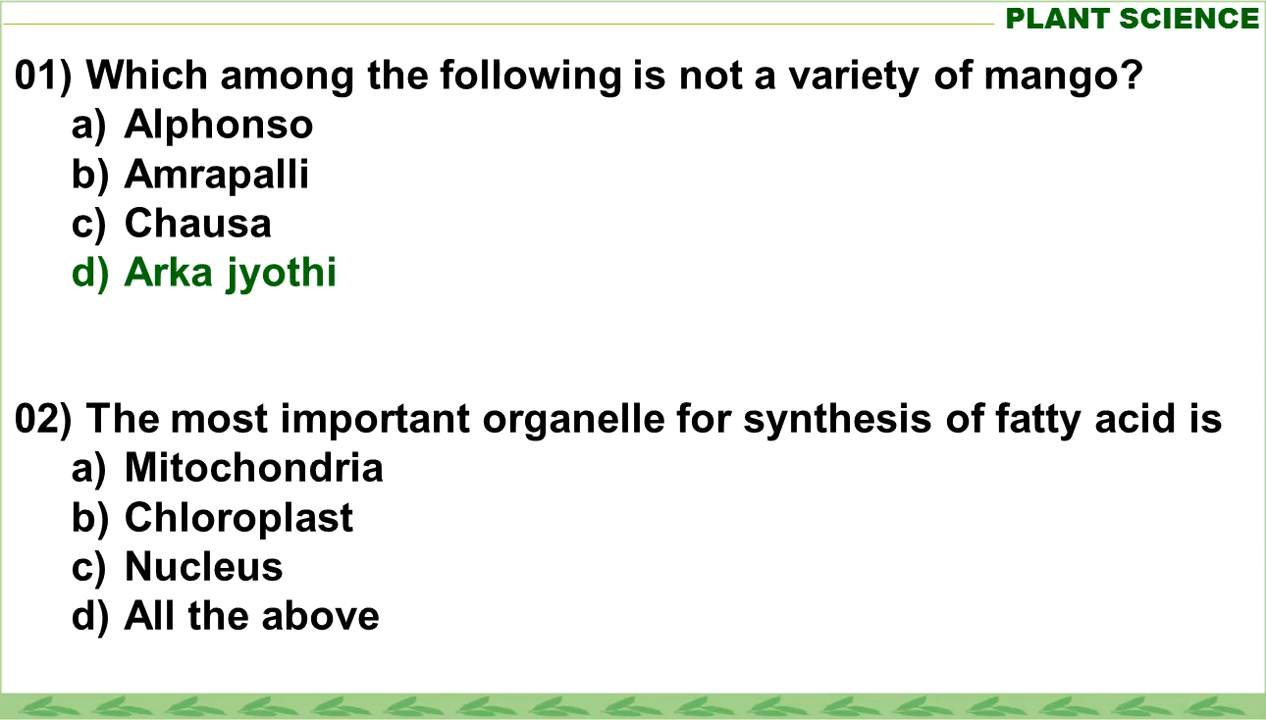 PLANT SCIENCE
01) Which among the following is not a variety of mango?
a) Alphonso
b) Amrapalli
c) Chausa
d) Arka jyothi
02) The most important organelle for synthesis of fatty acid is
a) Mitochondria
b) Chloroplast
c) Nucleus
d) All the above